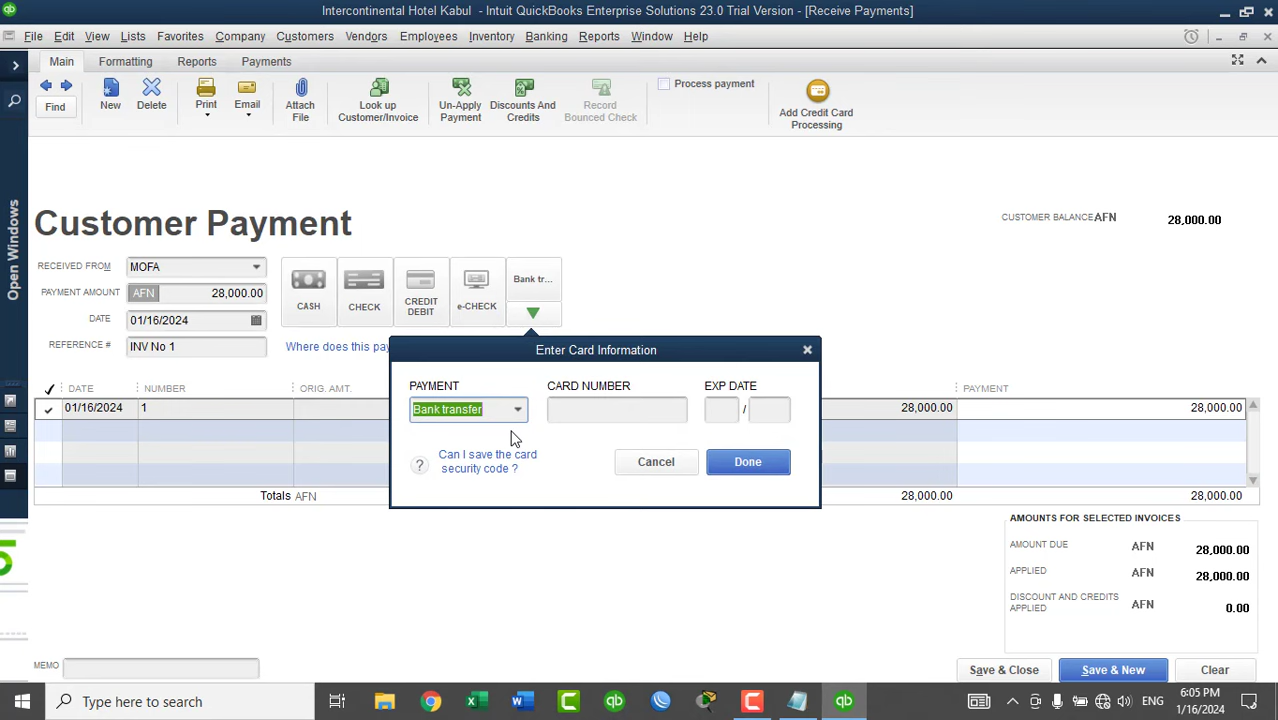 Intercontinental Hotel Kabul - Intuit QuickBooks Enterprise Solutions 23.0 Trial Version - [Receive Payments]
File Edit View Lists Favorites Company Customers Vendors Employees Inventory Banking Reports Window Help
Main Formatting Reports Payments
Find
New
Delete
Print
Email
Attach
File
Look up
Customer/Invoice
Un-Apply
Payment
Discounts And
Credits
Record
Bounced Check
Process payment
Add Credit Card
Processing
Open Windows
Customer Payment
CUSTOMER BALANCE AFN 28,000.00
RECEIVED FROM MOFA
PAYMENT AMOUNT AFN 28,000.00
DATE 01/16/2024
REFERENCE # INV No 1
CASH
CHECK
CREDIT
DEBIT
e-CHECK
Bank tr...
Where does this pay
Enter Card Information
PAYMENT CARD NUMBER EXP DATE
Bank transfer /
? Can I save the card
security code ?
Cancel Done
DATE NUMBER ORIG. AMT. PAYMENT
01/16/2024 1 28,000.00 28,000.00
Totals AFN 28,000.00 28,000.00
AMOUNTS FOR SELECTED INVOICES
AMOUNT DUE AFN 28,000.00
APPLIED AFN 28,000.00
DISCOUNT AND CREDITS
APPLIED AFN 0.00
MEMO
Save & Close Save & New Clear
Type here to search
ENG
6:05 PM
1/16/2024